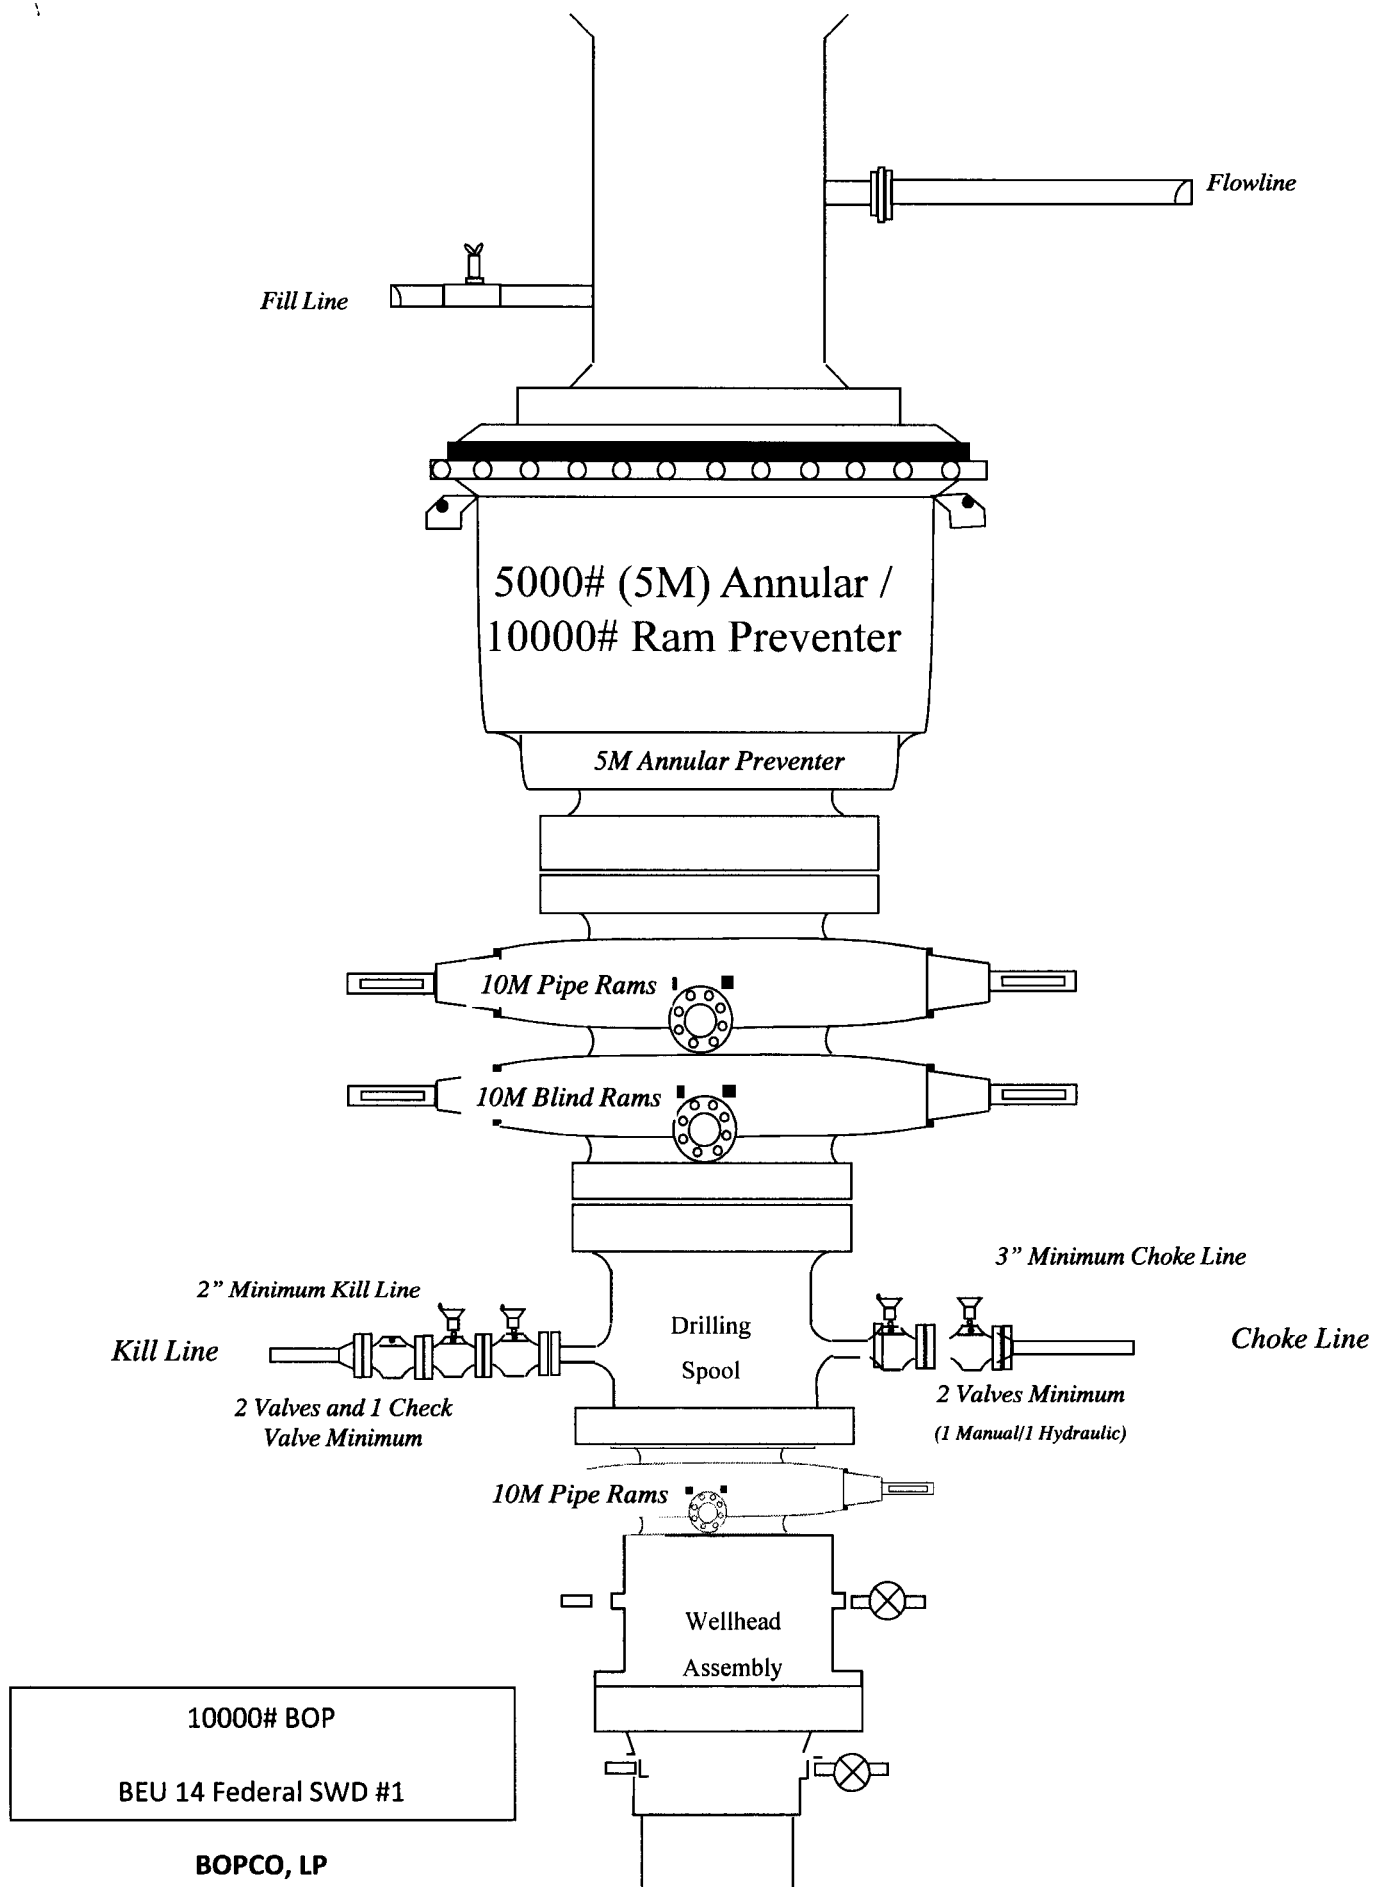 Flowline
Fill Line
5000# (5M) Annular /
10000# Ram Preventer
5M Annular Preventer
10M Pipe Rams
10M Blind Rams
3” Minimum Choke Line
2” Minimum Kill Line
Drilling
Spool
Kill Line
Choke Line
2 Valves and 1 Check
Valve Minimum
2 Valves Minimum
(1 Manual/1 Hydraulic)
10M Pipe Rams
Wellhead
Assembly
10000# BOP
BEU 14 Federal SWD #1
BOPCO, LP